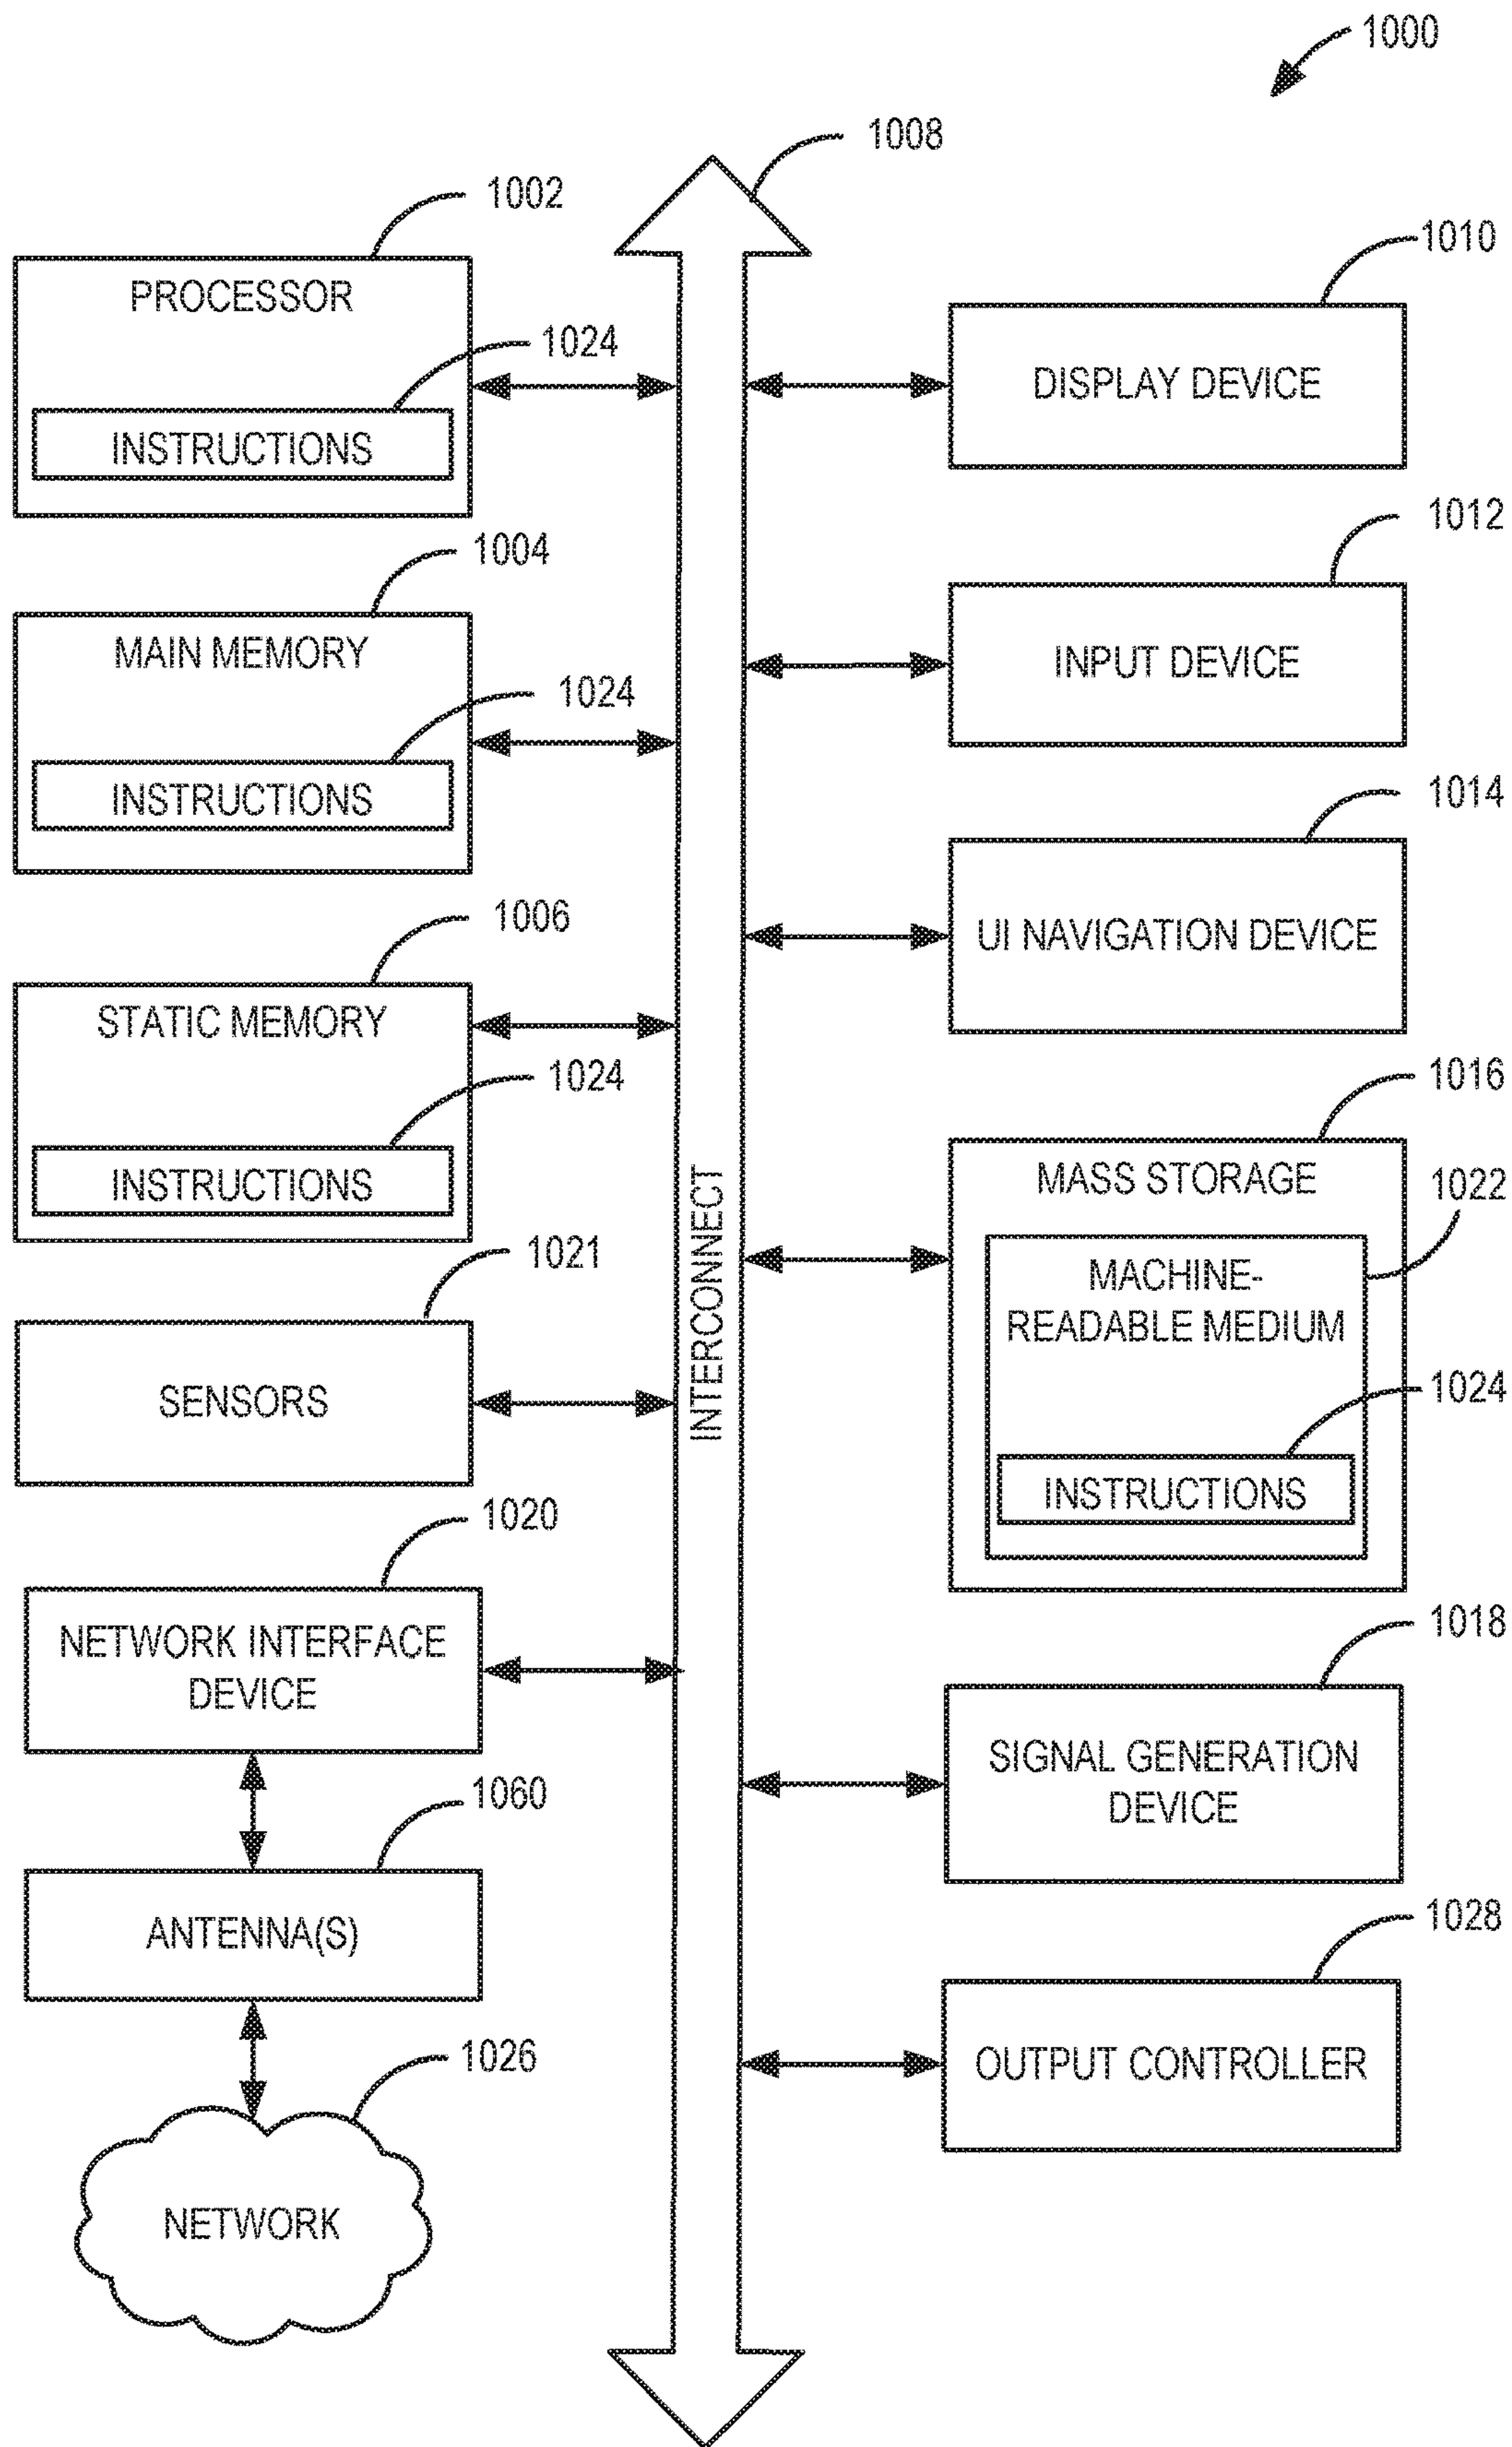 1000
1008
1002
PROCESSOR
1024
INSTRUCTIONS
1004
MAIN MEMORY
1024
INSTRUCTIONS
1006
STATIC MEMORY
1024
INSTRUCTIONS
1021
SENSORS
1020
NETWORK INTERFACE
DEVICE
1060
ANTENNA(S)
1026
NETWORK
INTERCONNECT
1010
DISPLAY DEVICE
1012
INPUT DEVICE
1014
UI NAVIGATION DEVICE
1016
MASS STORAGE
1022
MACHINE-
READABLE MEDIUM
1024
INSTRUCTIONS
1018
SIGNAL GENERATION
DEVICE
1028
OUTPUT CONTROLLER